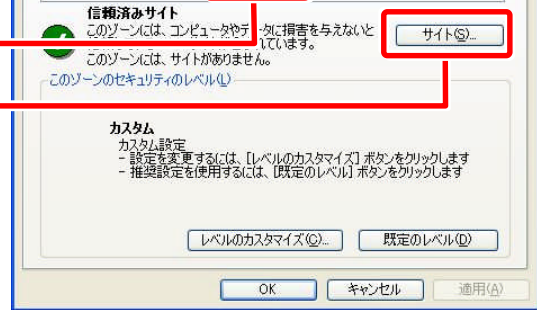 信頼済みサイト
このゾーンには、コンピュータやデータに損害を与えないと
れています。
このゾーンには、サイトがありません。
サイト(S)...
このゾーンのセキュリティのレベル(L)
カスタム
カスタム設定
- 設定を変更するには、[レベルのカスタマイズ] ボタンをクリックします
- 推奨設定を使用するには、[既定のレベル] ボタンをクリックします
レベルのカスタマイズ(C)...
既定のレベル(D)
OK
キャンセル
適用(A)